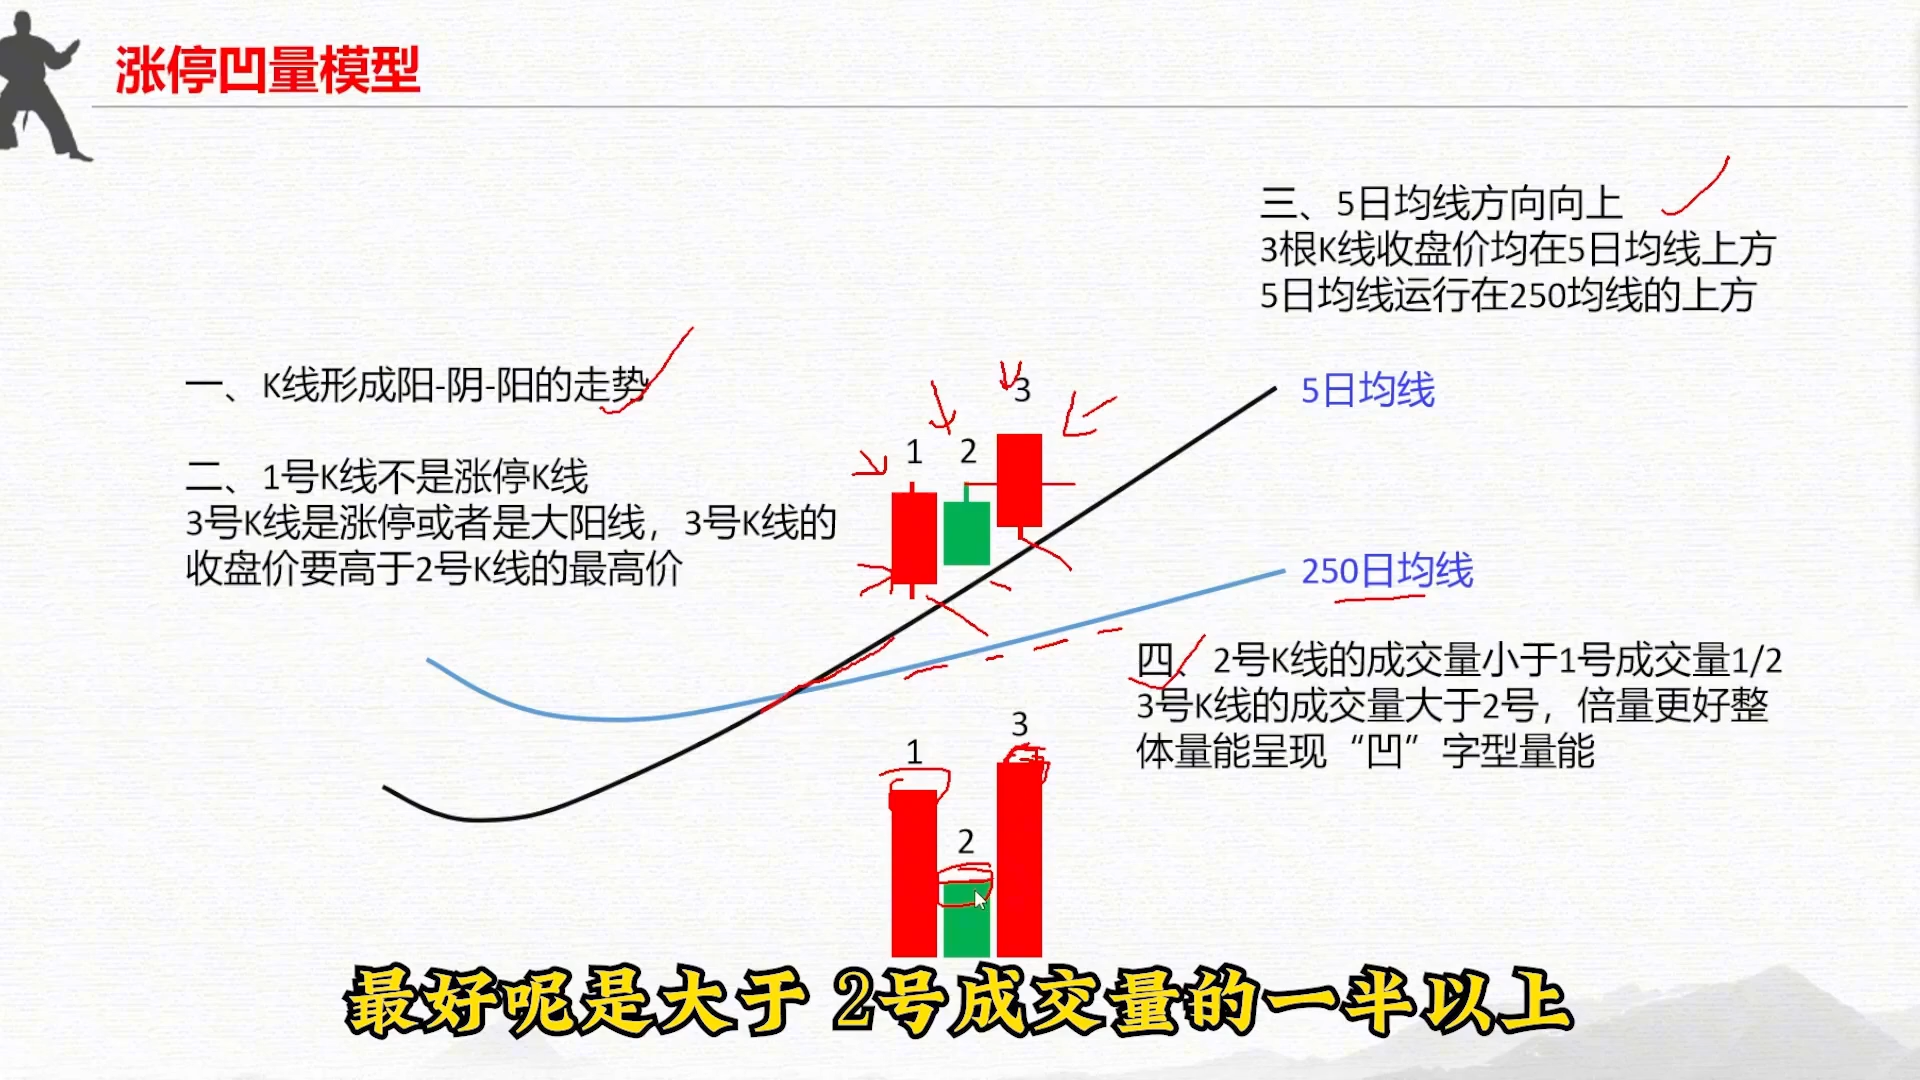 涨停凹量模型
三、5日均线方向向上
3根K线收盘价均在5日均线上方
5日均线运行在250均线的上方
一、K线形成阳-阴-阳的走势
二、1号K线不是涨停K线
3号K线是涨停或者是大阳线，3号K线的
收盘价要高于2号K线的最高价
1
2
3
5日均线
250日均线
四、2号K线的成交量小于1号成交量1/2
3号K线的成交量大于2号，倍量更好整
体量能呈现“凹”字型量能
1
2
3
最好呢是大于 2号成交量的一半以上